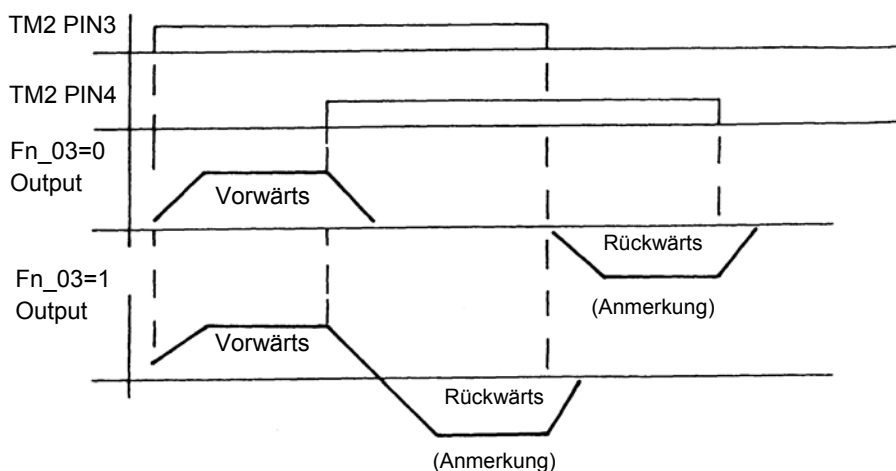 TM2 PIN3
TM2 PIN4
Fn_03=0
Output
Vorwärts
Rückwärts
(Anmerkung)
Fn_03=1
Output
Vorwärts
Rückwärts
(Anmerkung)